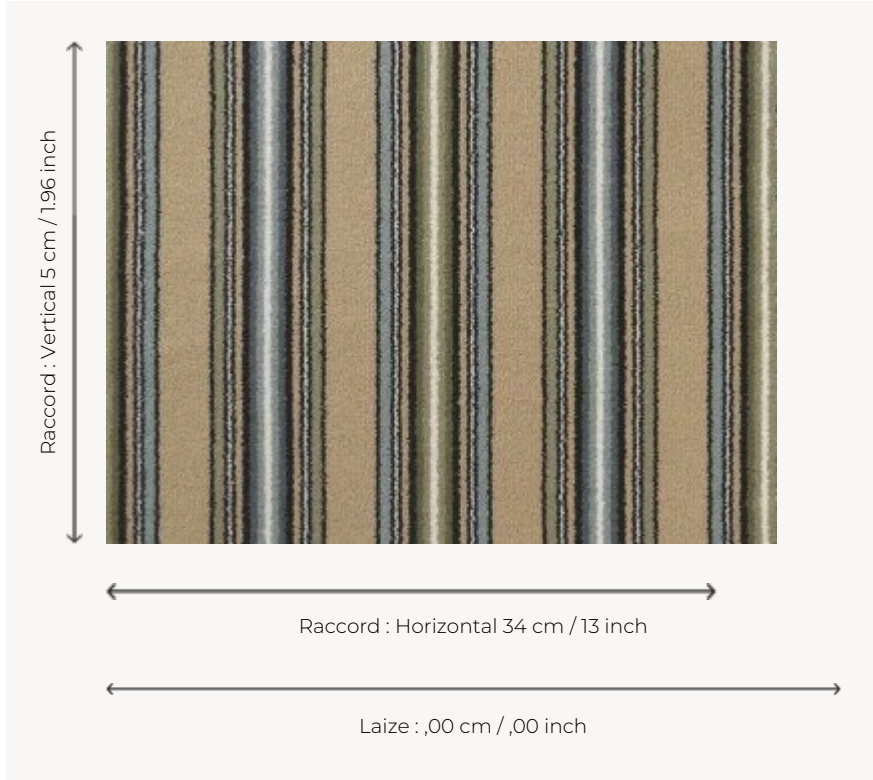 Raccord : Vertical 5 cm / 1.96 inch
Raccord : Horizontal 34 cm / 13 inch
Laize : ,00 cm / ,00 inch